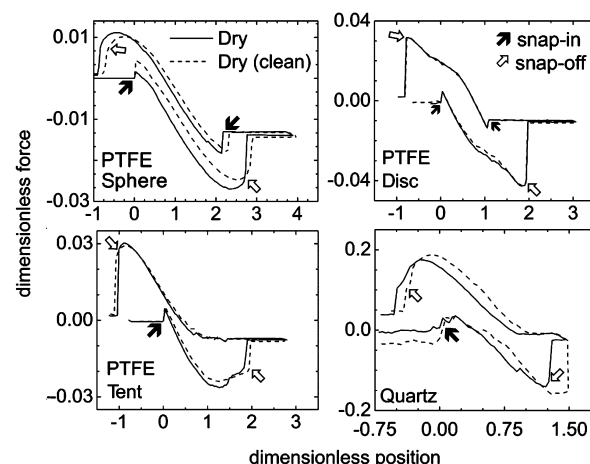 0.01
-0.01
-0.03
-1 0 1 2 3 4
Dry
Dry (clean)
PTFE
Sphere
0.04
0.00
-0.04
-1 0 1 2 3
snap-in
snap-off
PTFE
Disc
0.03
0.00
-0.03
-1 0 1 2 3
PTFE
Tent
0.2
0.0
-0.2
-0.75 0.00 0.75 1.50
Quartz
dimensionless force
dimensionless position